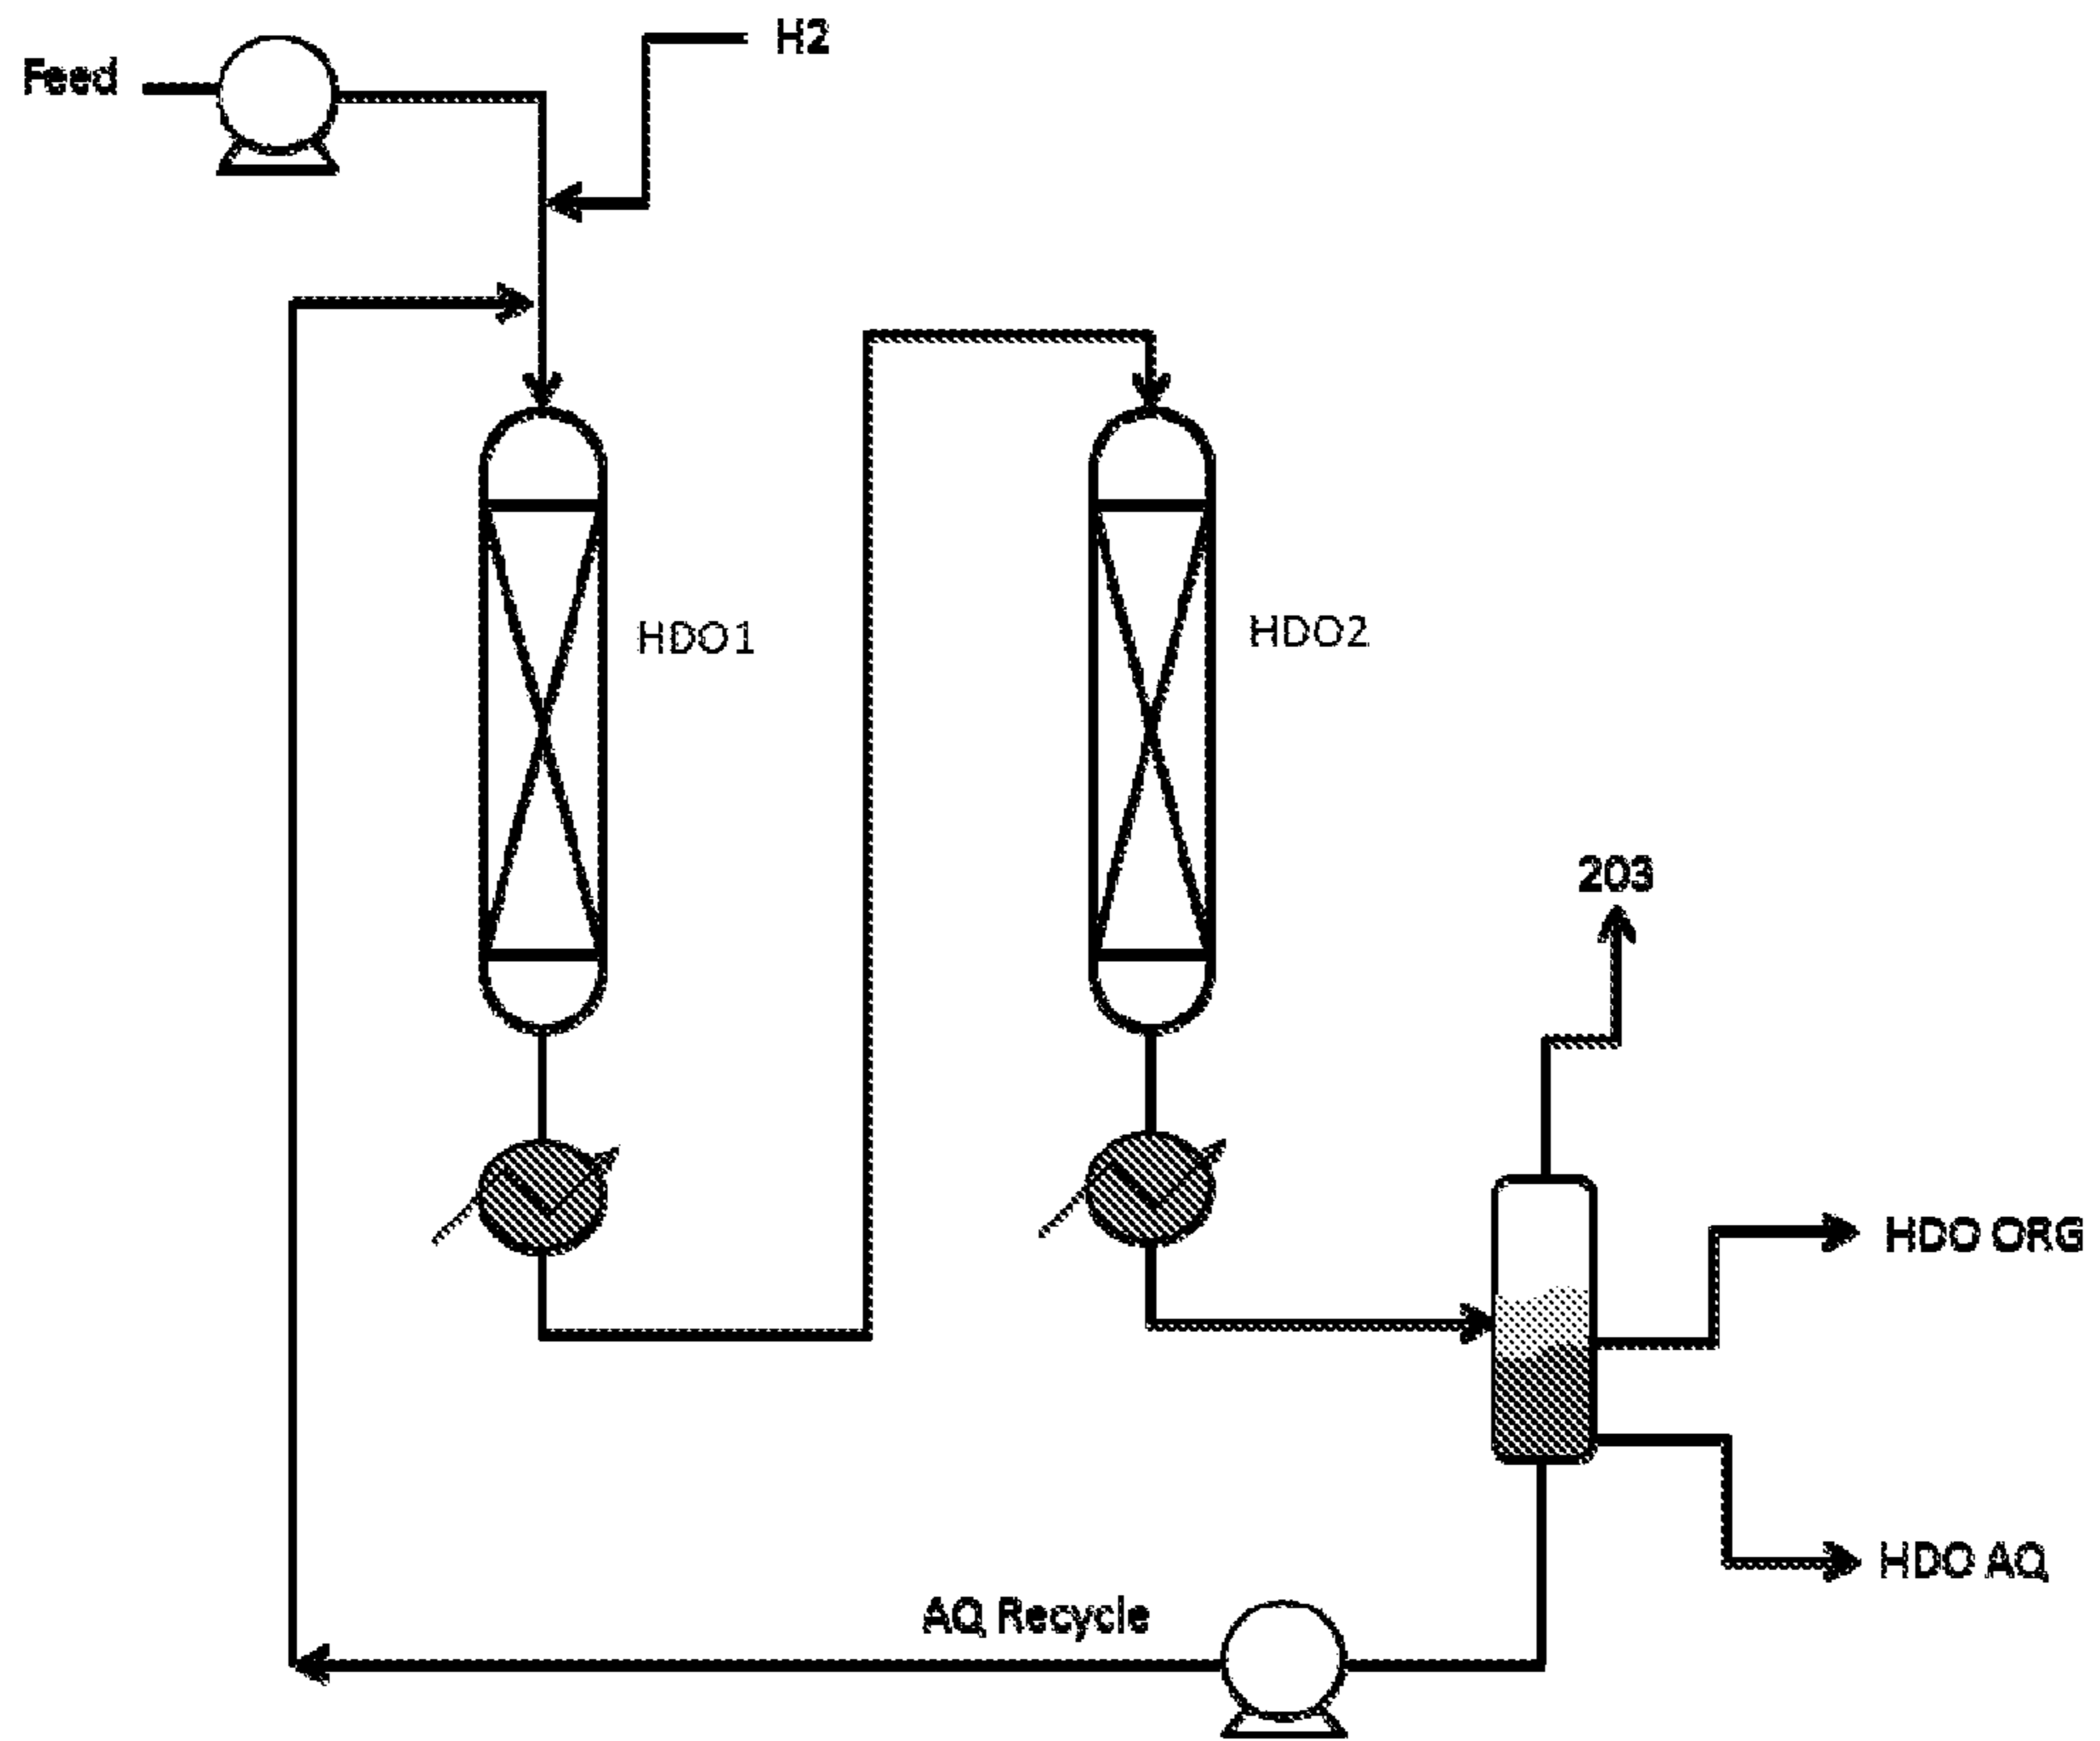 Feed
H2
HDO1
HDO2
203
HDO ORG
HDO AQ
AQ Recycle